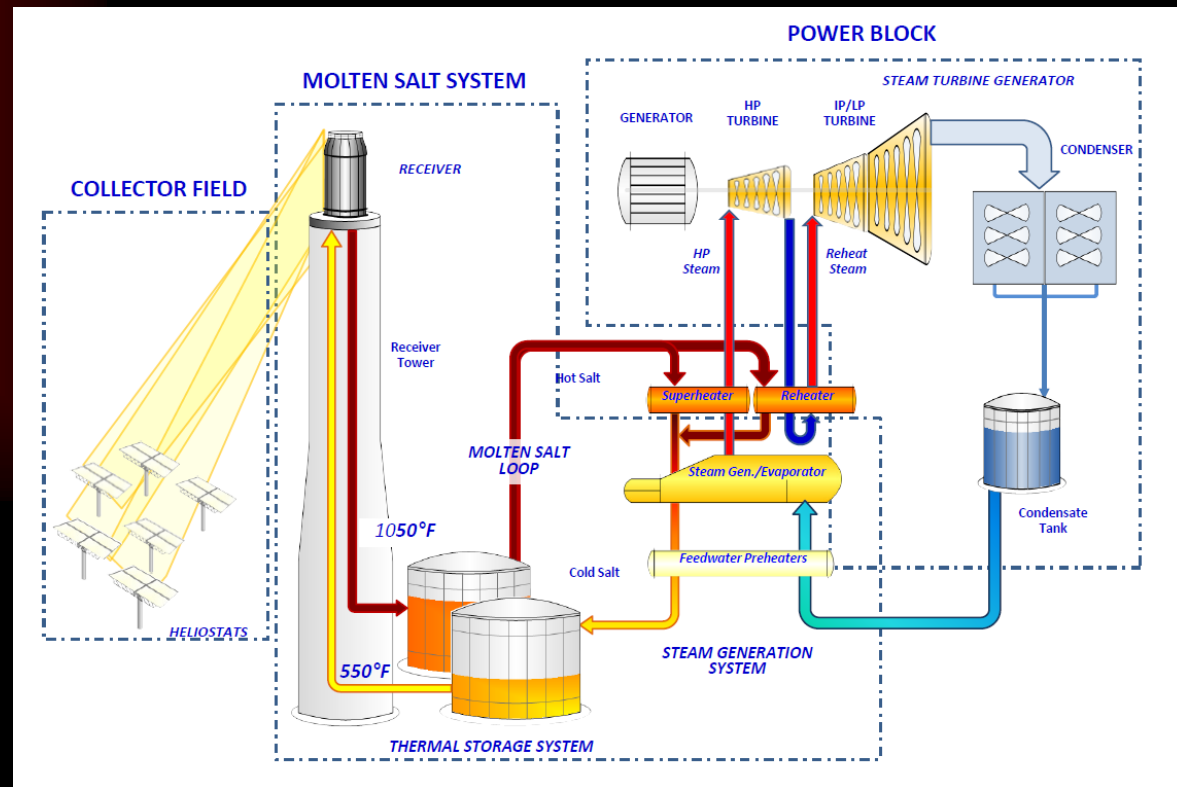 POWER BLOCK
MOLTEN SALT SYSTEM
STEAM TURBINE GENERATOR
GENERATOR
HP
TURBINE
IP/LP
TURBINE
CONDENSER
RECEIVER
COLLECTOR FIELD
HP
Steam
Reheat
Steam
Receiver
Tower
Hot Salt
Superheater
Reheater
MOLTEN SALT
LOOP
Steam Gen./Evaporator
Condensate
Tank
1050°F
Feedwater Preheaters
Cold Salt
HELIOSTATS
STEAM GENERATION
SYSTEM
550°F
THERMAL STORAGE SYSTEM